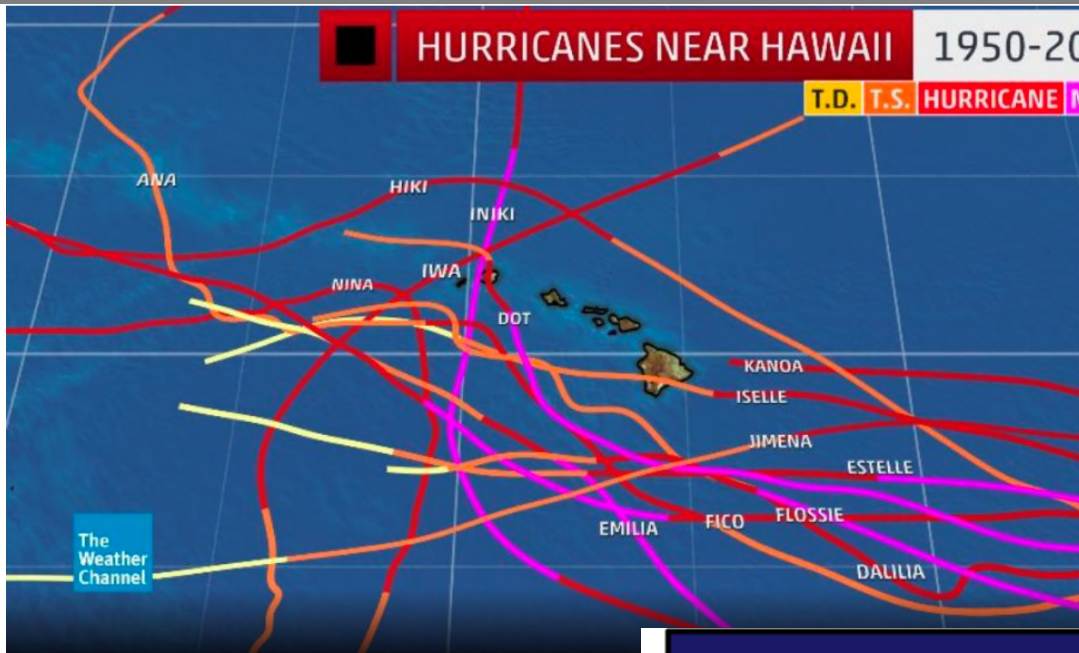 HURRICANES NEAR HAWAII 1950-20
T.D. T.S. HURRICANE
ANA
HIKI
INIKI
IWA
NINA
DOT
KANOA
ISELLE
JIMENA
ESTELLE
EMILIA FICO FLOSSIE
DALILIA
The
Weather
Channel